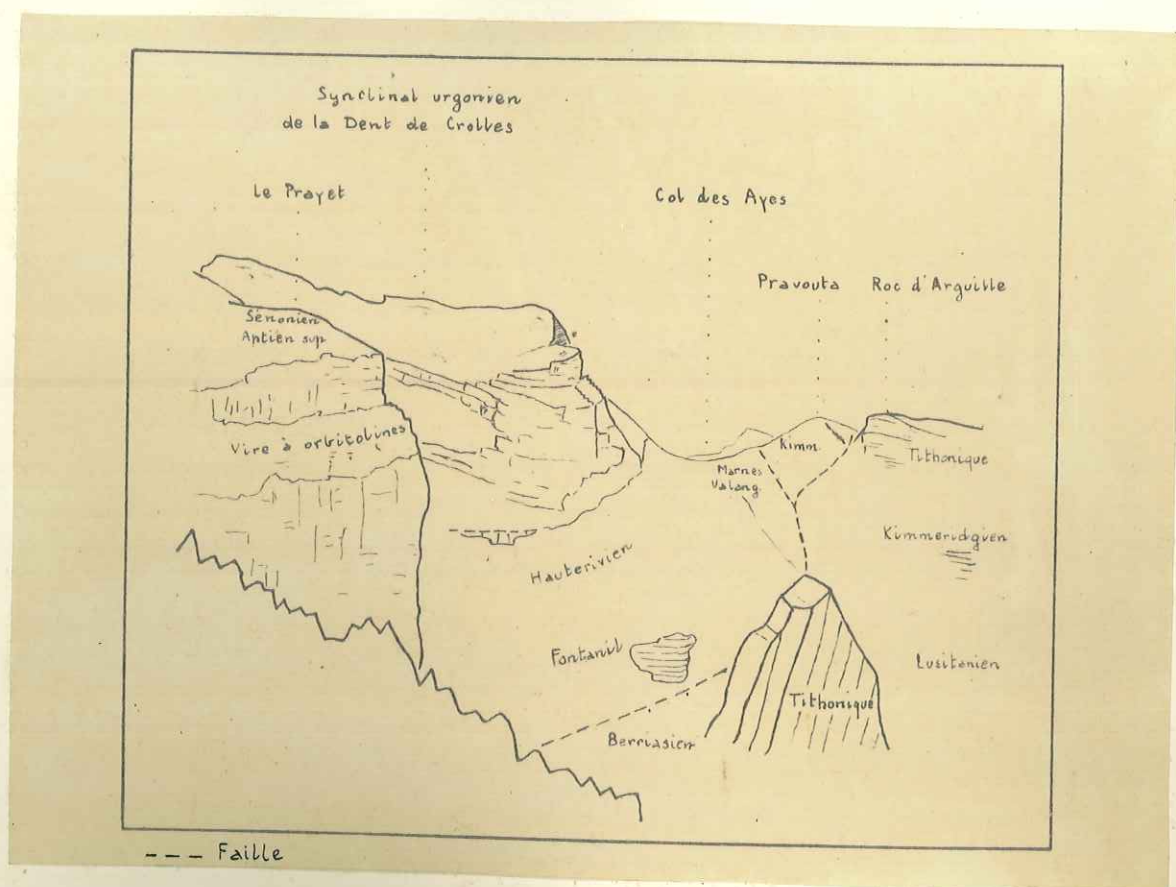 Synclinal urgonien
de la Dent de Crolles
Le Prayet
Col des Ayes
Pravouta
Roc d'Arguille
Sénonien
Aptien sup
Vire à orbitolines
Kimm.
Marnes
Valang.
Tithonique
Kimmeridgien
Hauterivien
Fontanil
Lusitanien
Tithonique
Berriasien
--- Faille